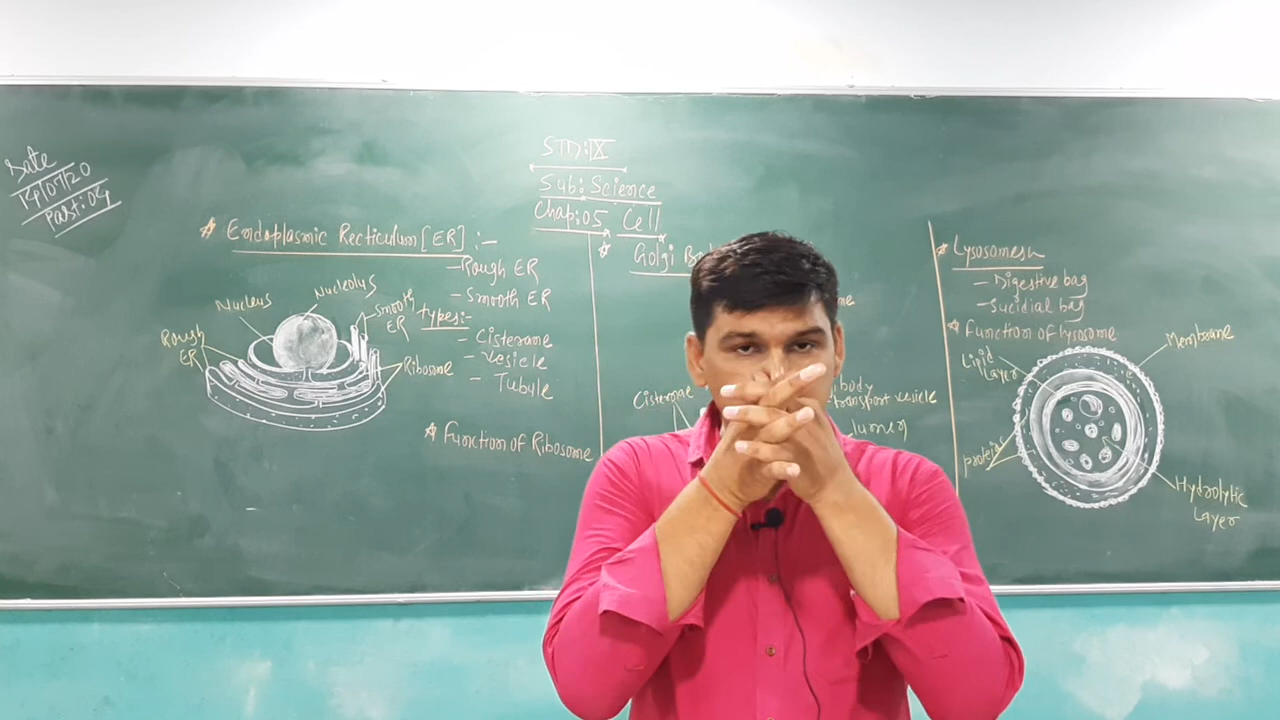 Date
14/07/20
Part:04
STD:IX
Sub: Science
Chap:05 Cell
☆ Endoplasmic Recticulum [ER] :-
- Rough ER
- Smooth ER
types:-
- Cisterane
- Vesicle
- Tubule
Nucleus
Nucleolus
Smooth
ER
Rough
ER
Ribosome
☆ Function of Ribosome
☆ Golgi
Cisternae
body
transport vesicle
lumen
☆ Lysosomes
- Digestive bag
- Sucidial bag
☆ Function of lysosome
Lipid
Layer
Membrane
protein
Hydrolytic
Layer